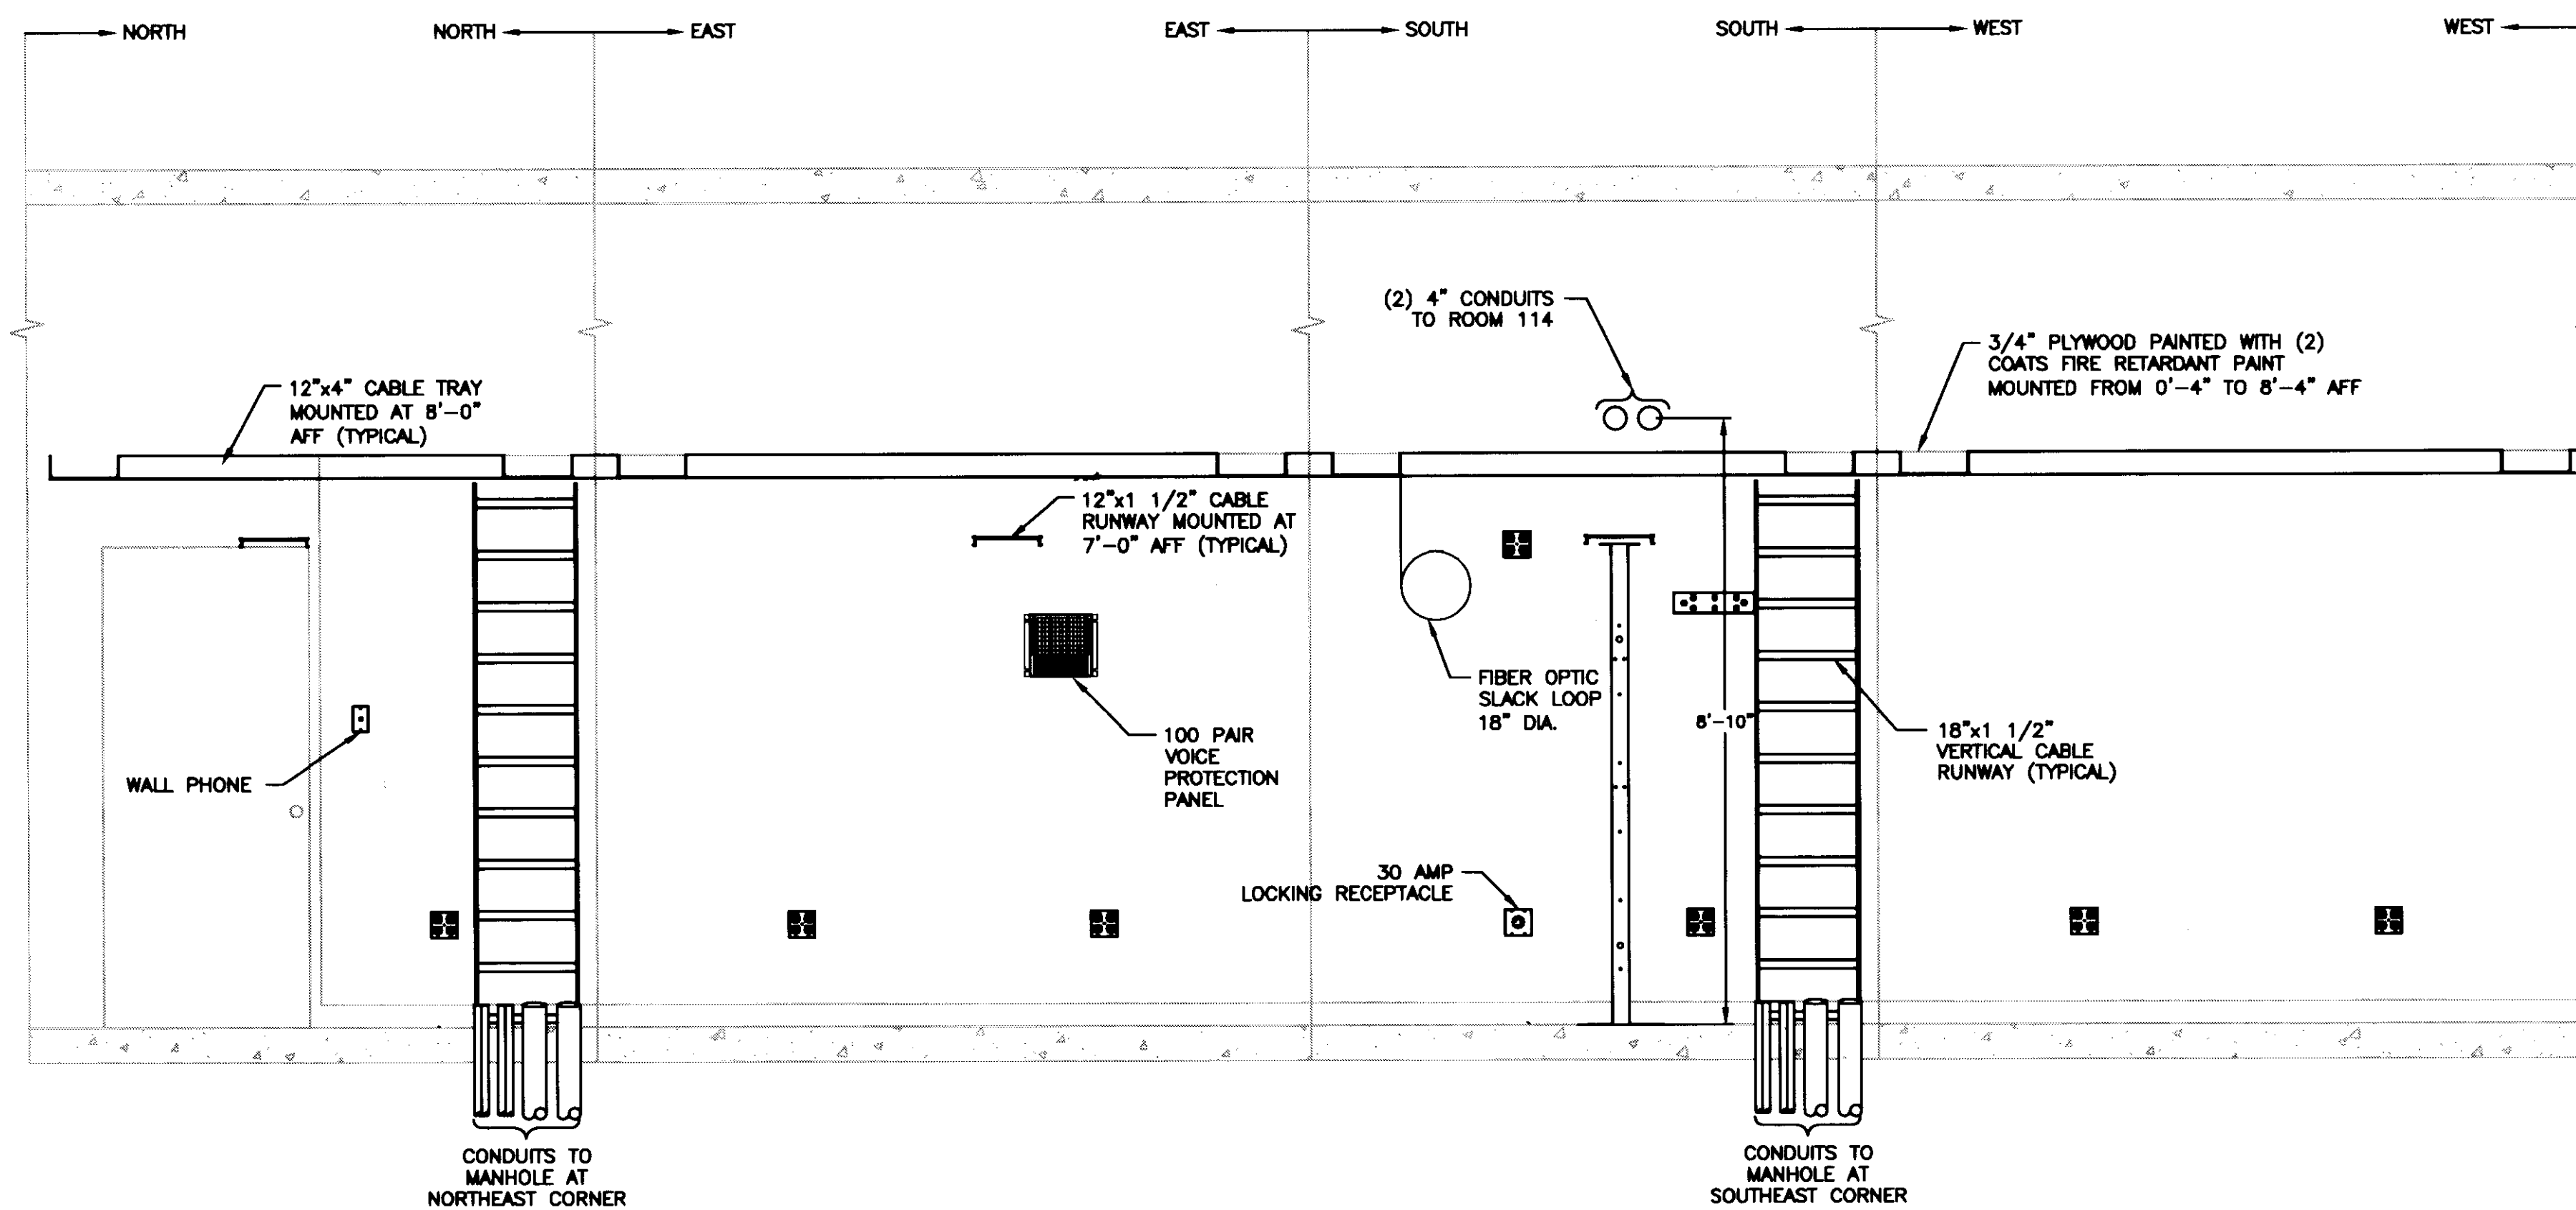 NORTH
NORTH
EAST
EAST
SOUTH
SOUTH
WEST
WEST
(2) 4" CONDUITS
TO ROOM 114
3/4" PLYWOOD PAINTED WITH (2)
COATS FIRE RETARDANT PAINT
MOUNTED FROM 0'-4" TO 8'-4" AFF
12"x4" CABLE TRAY
MOUNTED AT 8'-0"
AFF (TYPICAL)
12"x1 1/2" CABLE
RUNWAY MOUNTED AT
7'-0" AFF (TYPICAL)
FIBER OPTIC
SLACK LOOP
18" DIA.
8'-10"
18"x1 1/2"
VERTICAL CABLE
RUNWAY (TYPICAL)
100 PAIR
VOICE
PROTECTION
PANEL
WALL PHONE
30 AMP
LOCKING RECEPTACLE
CONDUITS TO
MANHOLE AT
NORTHEAST CORNER
CONDUITS TO
MANHOLE AT
SOUTHEAST CORNER